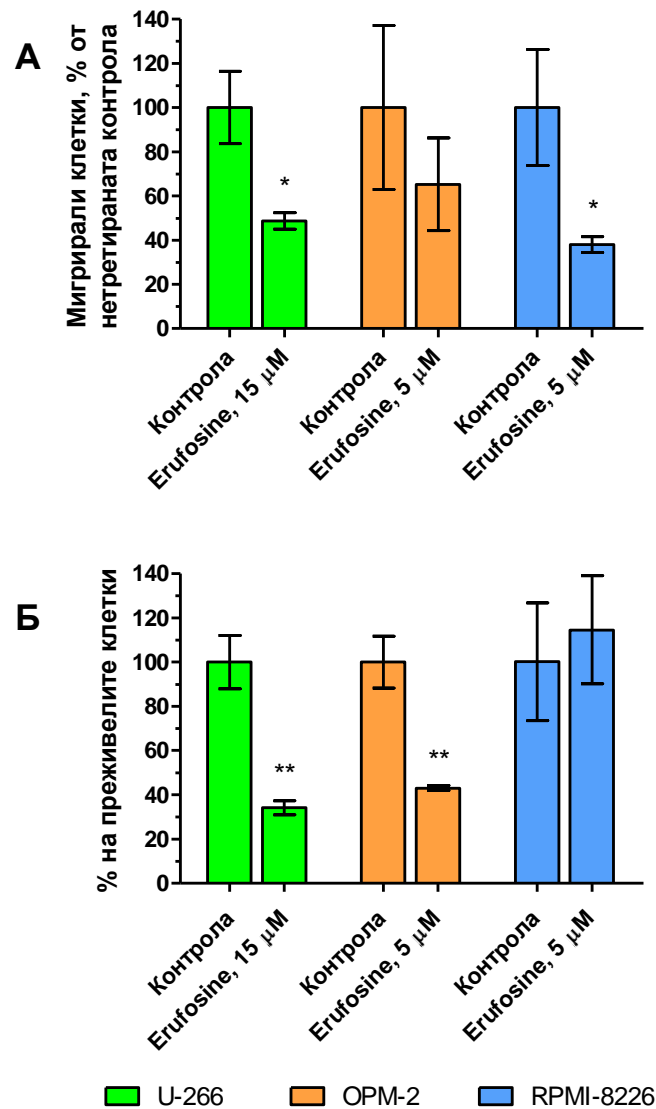 А
Мигрирали клетки, % от
нетретираната контрола
140
120
100
80
60
40
20
0
*
*
Контрола
Erufosine, 15 μM
Контрола
Erufosine, 5 μM
Контрола
Erufosine, 5 μM
Б
% на преживелите клетки
140
120
100
80
60
40
20
0
**
**
Контрола
Erufosine, 15 μM
Контрола
Erufosine, 5 μM
Контрола
Erufosine, 5 μM
U-266 OPM-2 RPMI-8226